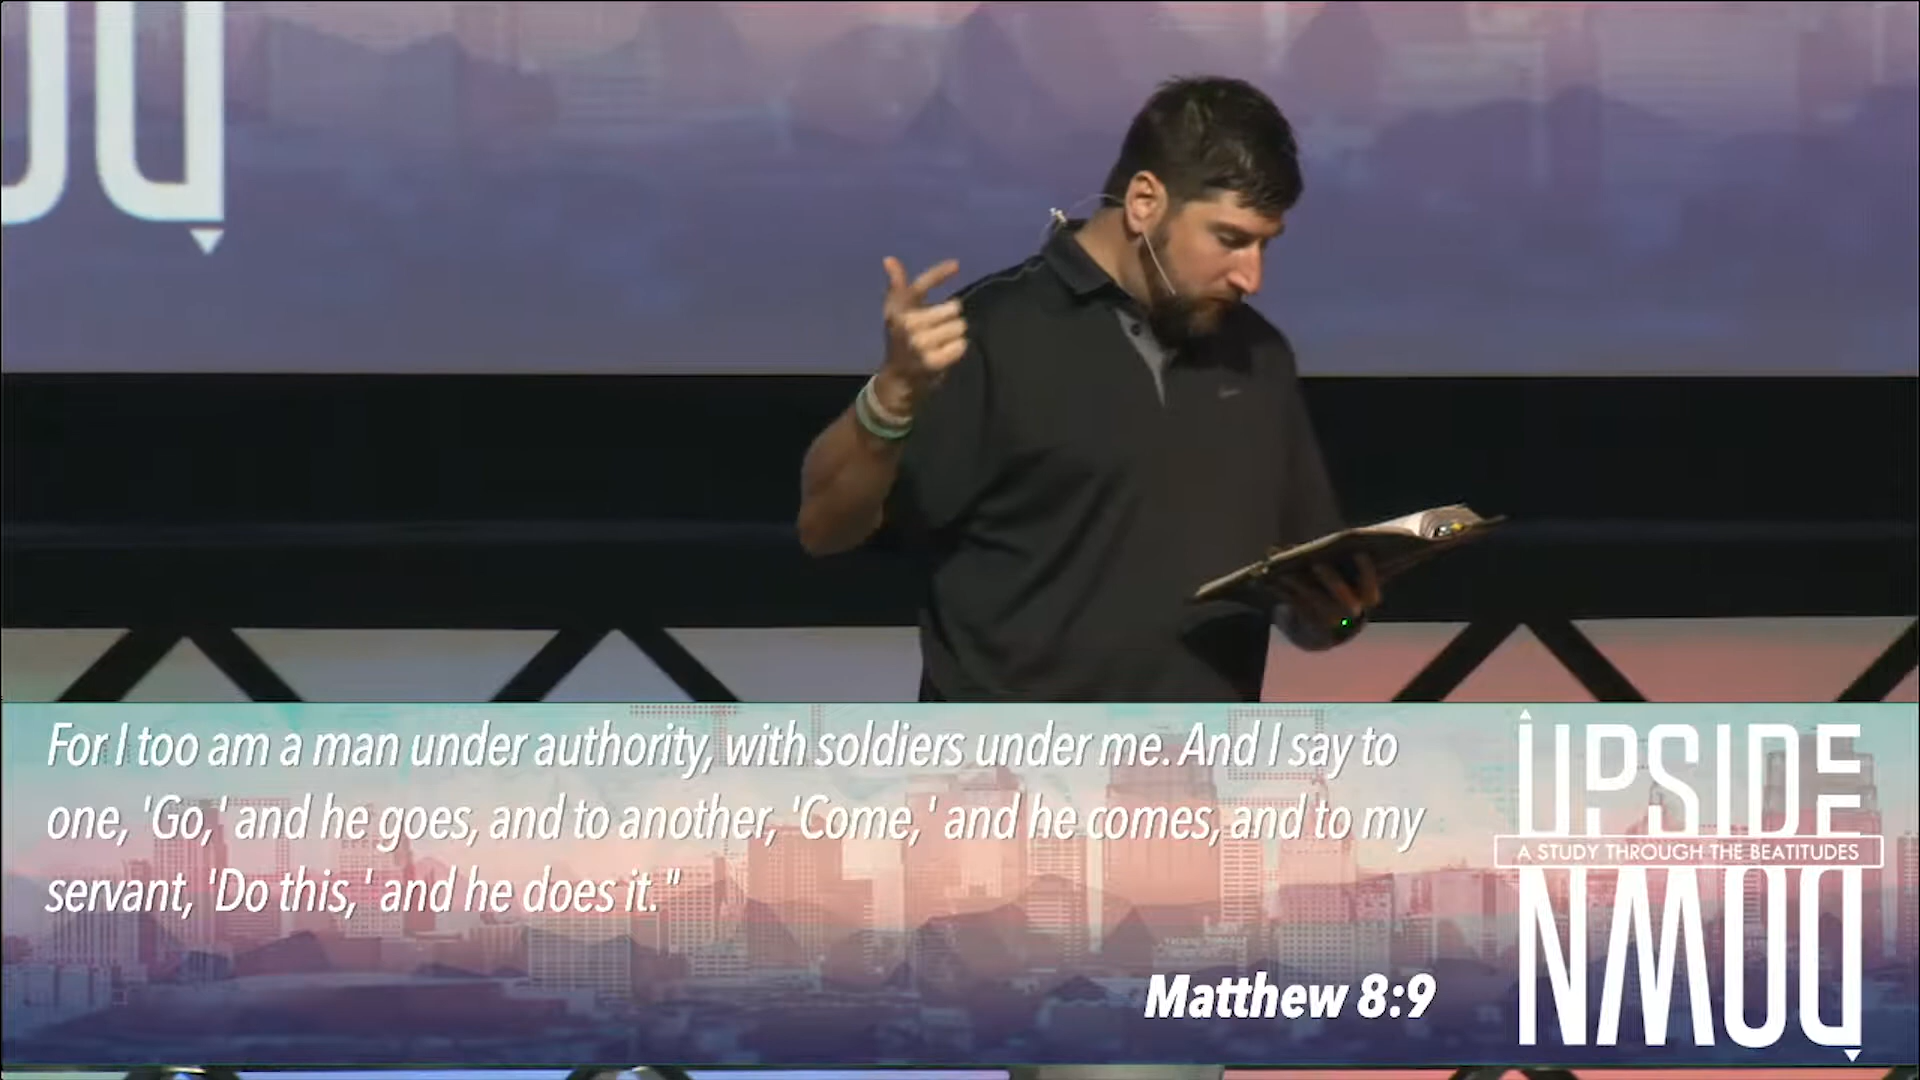 For I too am a man under authority, with soldiers under me. And I say to
one, 'Go,' and he goes, and to another, 'Come,' and he comes, and to my
servant, 'Do this,' and he does it."
Matthew 8:9
UPSIDE
A STUDY THROUGH THE BEATITUDES
DOWN